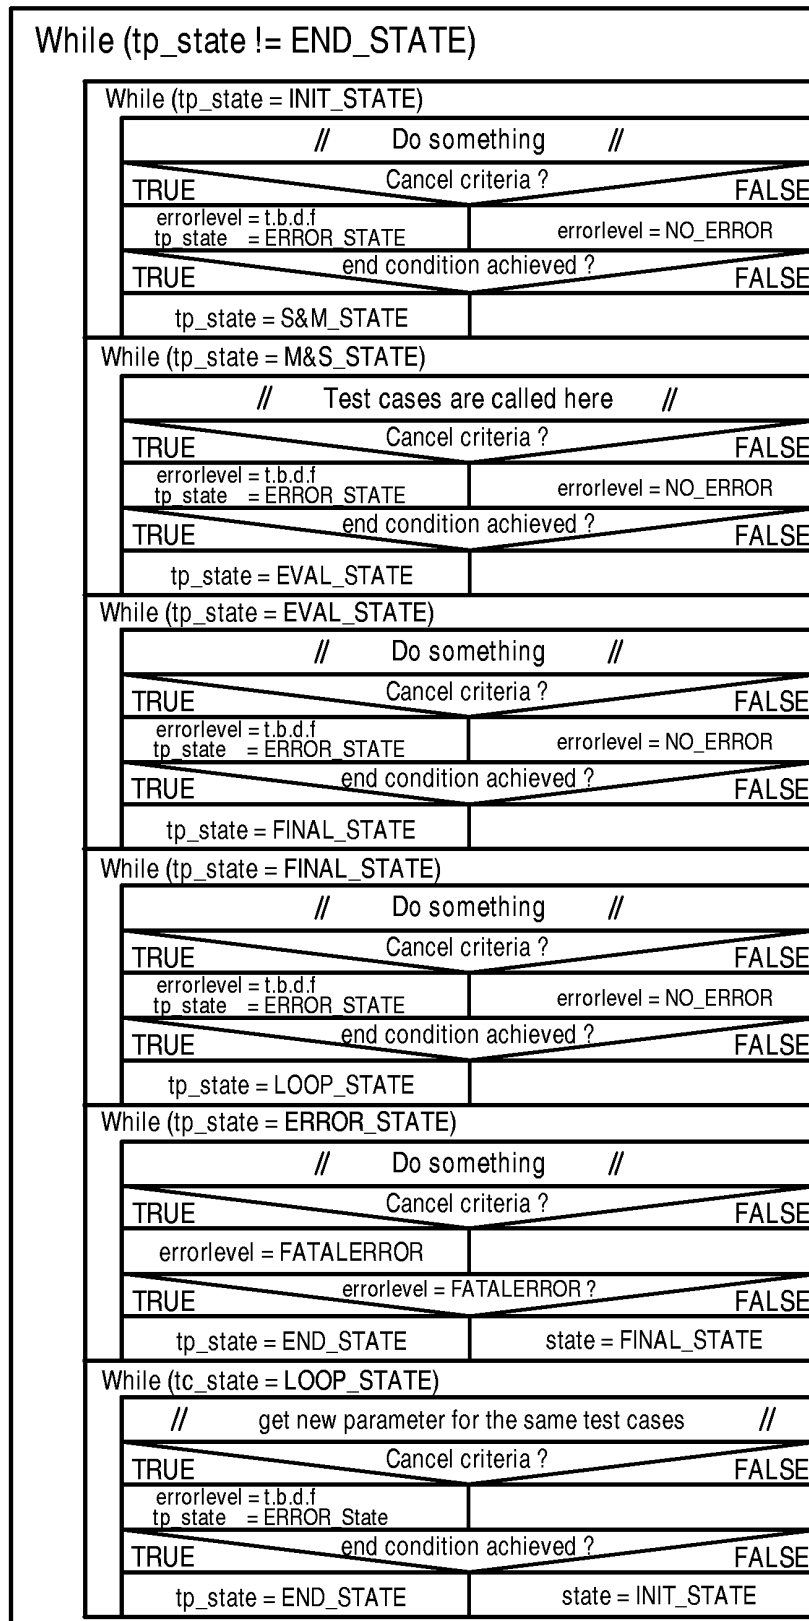 While (tp_state != END_STATE)
While (tp_state = INIT_STATE)
// Do something //
Cancel criteria ?
TRUE FALSE
errorlevel = t.b.d.f
tp_state = ERROR_STATE
errorlevel = NO_ERROR
end condition achieved ?
TRUE FALSE
tp_state = S&M_STATE
While (tp_state = M&S_STATE)
// Test cases are called here //
Cancel criteria ?
TRUE FALSE
errorlevel = t.b.d.f
tp_state = ERROR_STATE
errorlevel = NO_ERROR
end condition achieved ?
TRUE FALSE
tp_state = EVAL_STATE
While (tp_state = EVAL_STATE)
// Do something //
Cancel criteria ?
TRUE FALSE
errorlevel = t.b.d.f
tp_state = ERROR_STATE
errorlevel = NO_ERROR
end condition achieved ?
TRUE FALSE
tp_state = FINAL_STATE
While (tp_state = FINAL_STATE)
// Do something //
Cancel criteria ?
TRUE FALSE
errorlevel = t.b.d.f
tp_state = ERROR_STATE
errorlevel = NO_ERROR
end condition achieved ?
TRUE FALSE
tp_state = LOOP_STATE
While (tp_state = ERROR_STATE)
// Do something //
Cancel criteria ?
TRUE FALSE
errorlevel = FATALERROR
errorlevel = FATALERROR ?
TRUE FALSE
tp_state = END_STATE
state = FINAL_STATE
While (tc_state = LOOP_STATE)
// get new parameter for the same test cases //
Cancel criteria ?
TRUE FALSE
errorlevel = t.b.d.f
tp_state = ERROR_State
end condition achieved ?
TRUE FALSE
tp_state = END_STATE
state = INIT_STATE